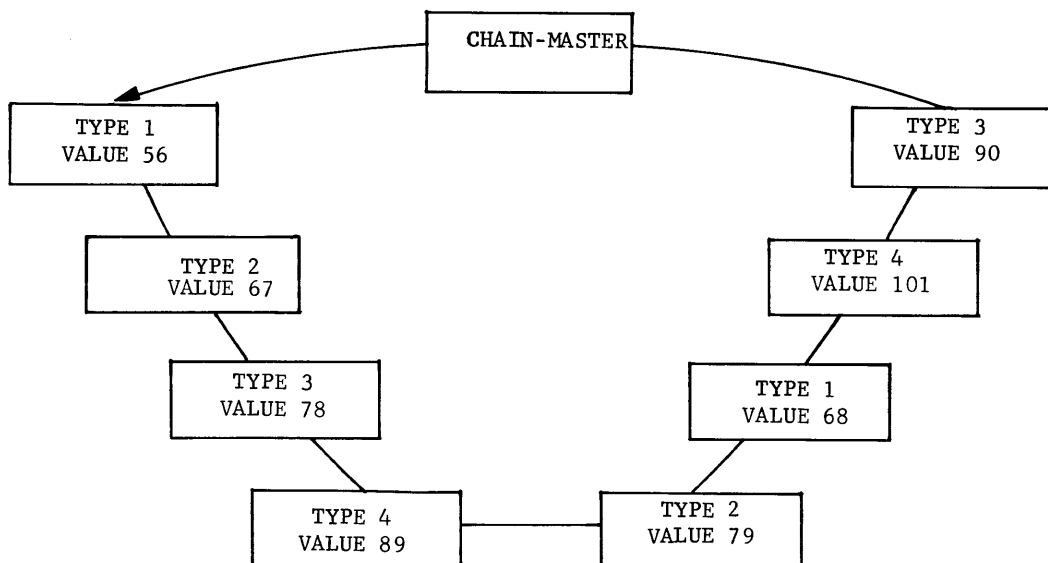 CHAIN-MASTER
TYPE 1
VALUE 56
TYPE 3
VALUE 90
TYPE 2
VALUE 67
TYPE 4
VALUE 101
TYPE 3
VALUE 78
TYPE 1
VALUE 68
TYPE 4
VALUE 89
TYPE 2
VALUE 79